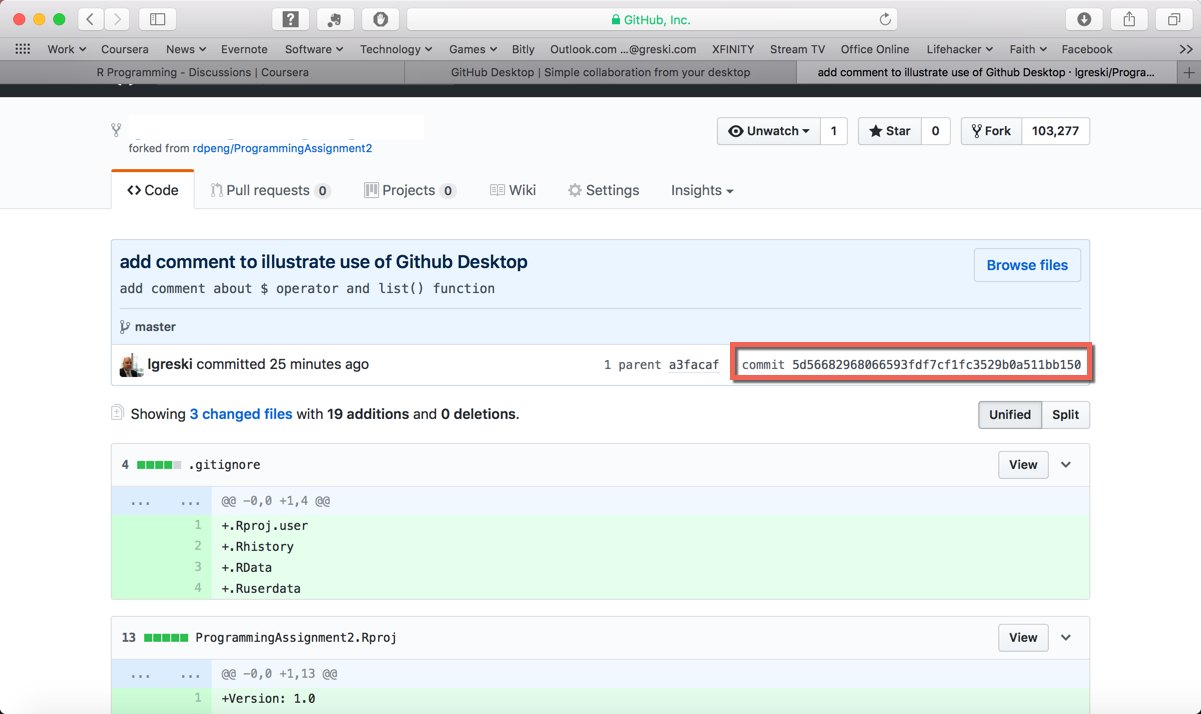 GitHub, Inc.
Work Coursera News Evernote Software Technology Games Bitly Outlook.com ...@greski.com XFINITY Stream TV Office Online Lifehacker Faith Facebook >>
R Programming - Discussions | Coursera GitHub Desktop | Simple collaboration from your desktop add comment to illustrate use of Github Desktop · lgreski/Progra...
Unwatch 1 Star 0 Fork 103,277
forked from rdpeng/ProgrammingAssignment2
Code Pull requests 0 Projects 0 Wiki Settings Insights
add comment to illustrate use of Github Desktop
Browse files
add comment about $ operator and list() function
master
lgreski committed 25 minutes ago 1 parent a3facaf commit 5d56682968066593fdf7cf1fc3529b0a511bb150
Showing 3 changed files with 19 additions and 0 deletions. Unified Split
4 .gitignore View
... ... @@ -0,0 +1,4 @@
1 +.Rproj.user
2 +.Rhistory
3 +.RData
4 +.Ruserdata
13 ProgrammingAssignment2.Rproj View
... ... @@ -0,0 +1,13 @@
1 +Version: 1.0